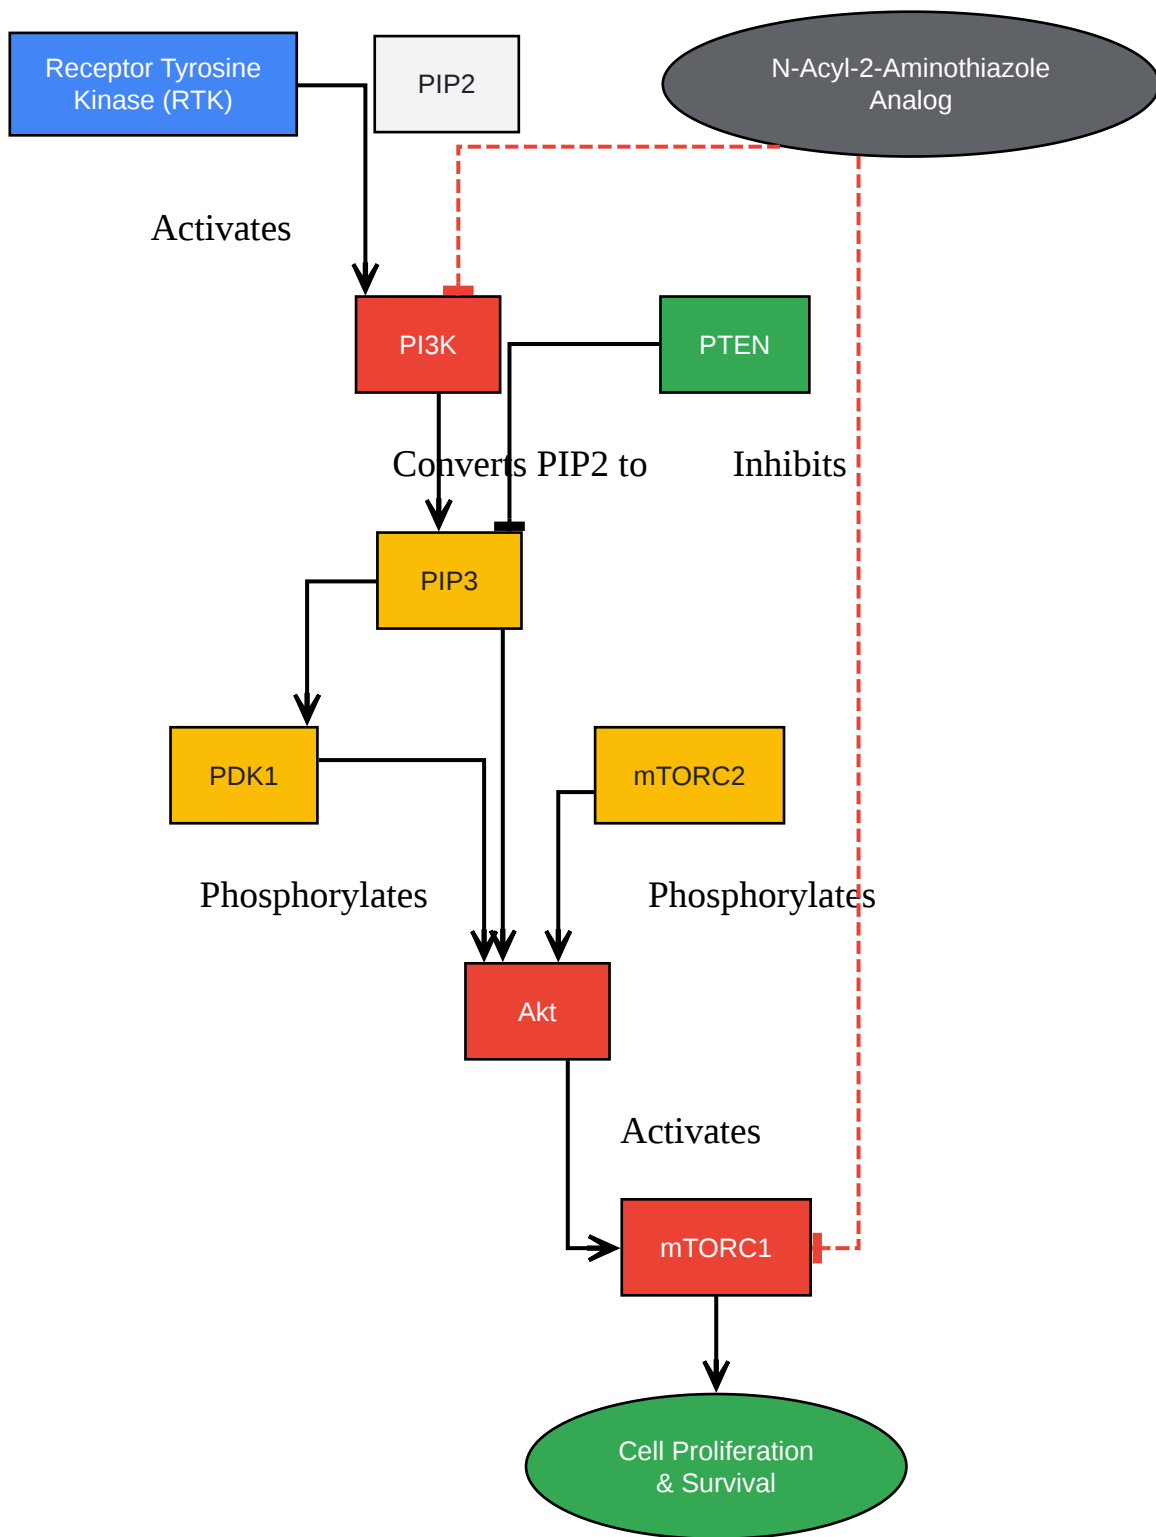 Receptor Tyrosine
Kinase (RTK)
PIP2
N-Acyl-2-Aminothiazole
Analog
Activates
PI3K
PTEN
Converts PIP2 to
Inhibits
PIP3
PDK1
mTORC2
Phosphorylates
Phosphorylates
Akt
Activates
mTORC1
Cell Proliferation
& Survival